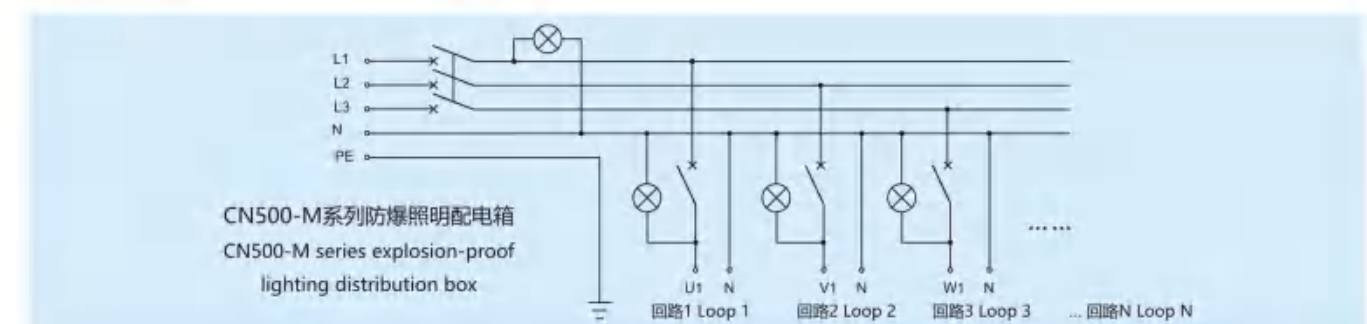 L1
L2
L3
N
PE
CN500-M系列防爆照明配电箱
CN500-M series explosion-proof
lighting distribution box
U1 N V1 N W1 N
回路1 Loop 1 回路2 Loop 2 回路3 Loop 3 ... 回路N Loop N
……